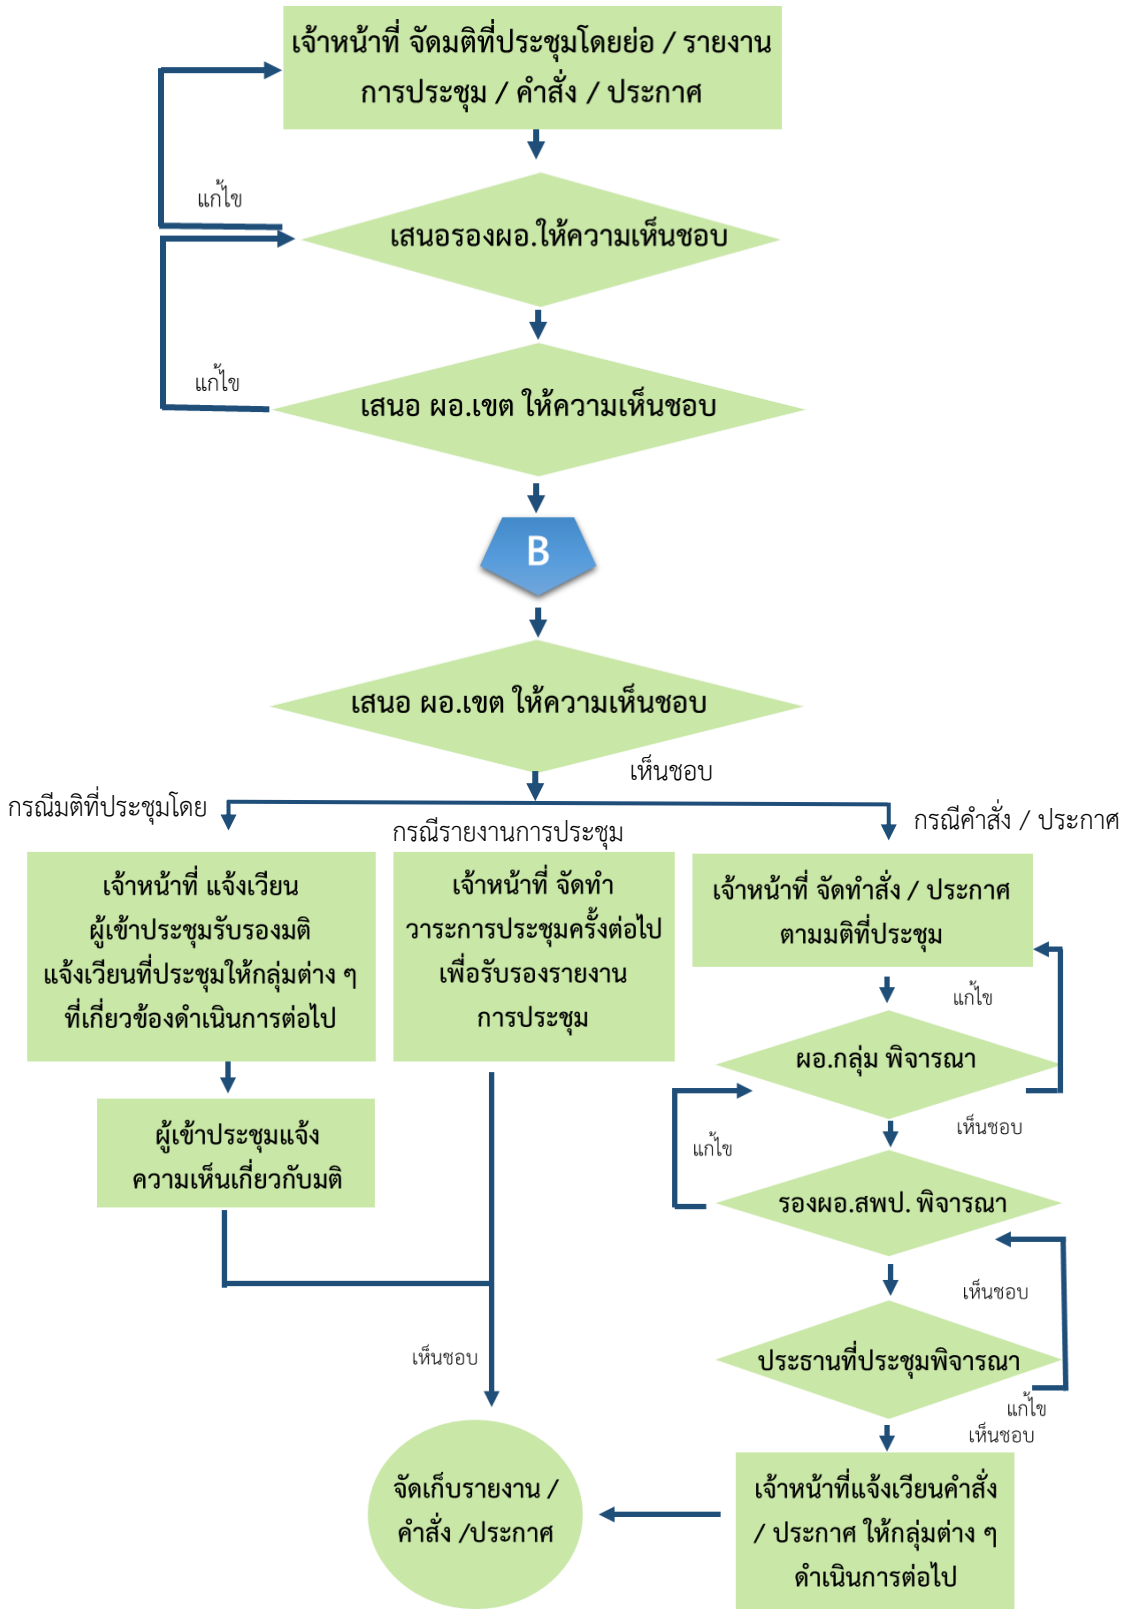 เจ้าหน้าที่ จัดมติที่ประชุมโดยย่อ / รายงาน
การประชุม / คำสั่ง / ประกาศ
แก้ไข
เสนอรองผอ.ให้ความเห็นชอบ
แก้ไข
เสนอ ผอ.เขต ให้ความเห็นชอบ
B
เสนอ ผอ.เขต ให้ความเห็นชอบ
เห็นชอบ
กรณีมติที่ประชุมโดย
กรณีรายงานการประชุม
กรณีคำสั่ง / ประกาศ
เจ้าหน้าที่ แจ้งเวียน
ผู้เข้าประชุมรับรองมติ
แจ้งเวียนที่ประชุมให้กลุ่มต่าง ๆ
ที่เกี่ยวข้องดำเนินการต่อไป
เจ้าหน้าที่ จัดทำ
วาระการประชุมครั้งต่อไป
เพื่อรับรองรายงาน
การประชุม
เจ้าหน้าที่ จัดทำสั่ง / ประกาศ
ตามมติที่ประชุม
แก้ไข
ผอ.กลุ่ม พิจารณา
เห็นชอบ
ผู้เข้าประชุมแจ้ง
ความเห็นเกี่ยวกับมติ
แก้ไข
รองผอ.สพป. พิจารณา
เห็นชอบ
เห็นชอบ
ประธานที่ประชุมพิจารณา
แก้ไข
เห็นชอบ
จัดเก็บรายงาน /
คำสั่ง /ประกาศ
เจ้าหน้าที่แจ้งเวียนคำสั่ง
/ ประกาศ ให้กลุ่มต่าง ๆ
ดำเนินการต่อไป